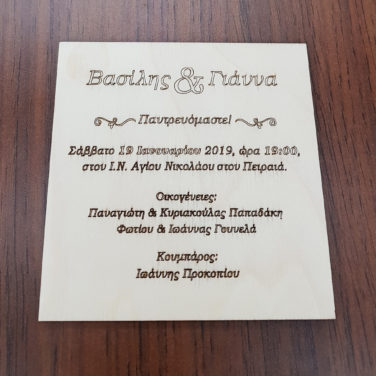 Βασίλης & Γιάννα
Παντρευόμαστε!
Σάββατο 19 Ιανουαρίου 2019, ώρα 19:00,
στον Ι.Ν. Αγίου Νικολάου στον Πειραιά.
Οικογένειες:
Παναγιώτη & Κυριακούλας Παπαδάκη
Φωτίου & Ιωάννας Γουνελά
Κουμπάρος:
Ιωάννης Προκοπίου